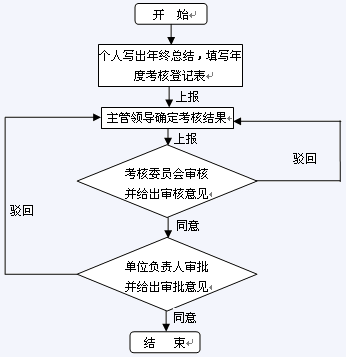 开 始
个人写出年终总结，填写年
度考核登记表
上报
主管领导确定考核结果
上报
考核委员会审核
并给出审核意见
驳回
驳回
同意
单位负责人审批
并给出审批意见
同意
结 束